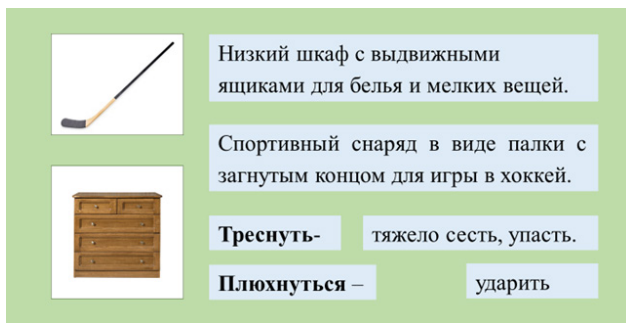 Низкий шкаф с выдвижными
ящиками для белья и мелких вещей.
Спортивный снаряд в виде палки с
загнутым концом для игры в хоккей.
Треснуть- тяжело сесть, упасть.
Плюхнуться – ударить